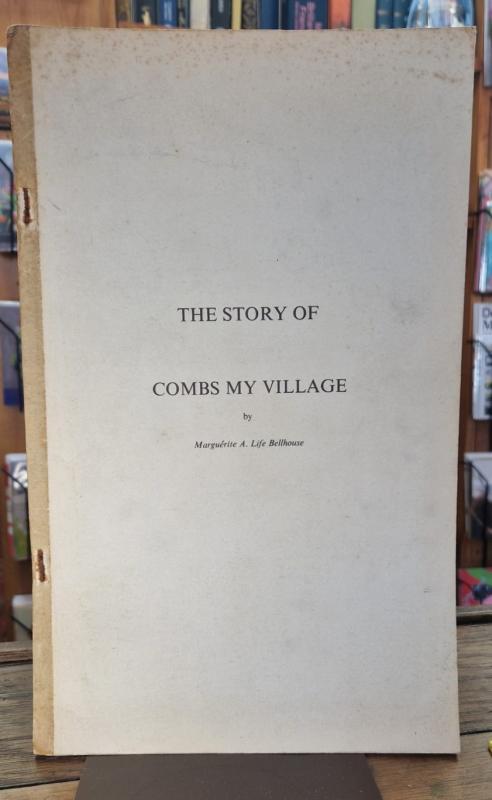 THE STORY OF
COMBS MY VILLAGE
by
Marguérite A. Life Bellhouse